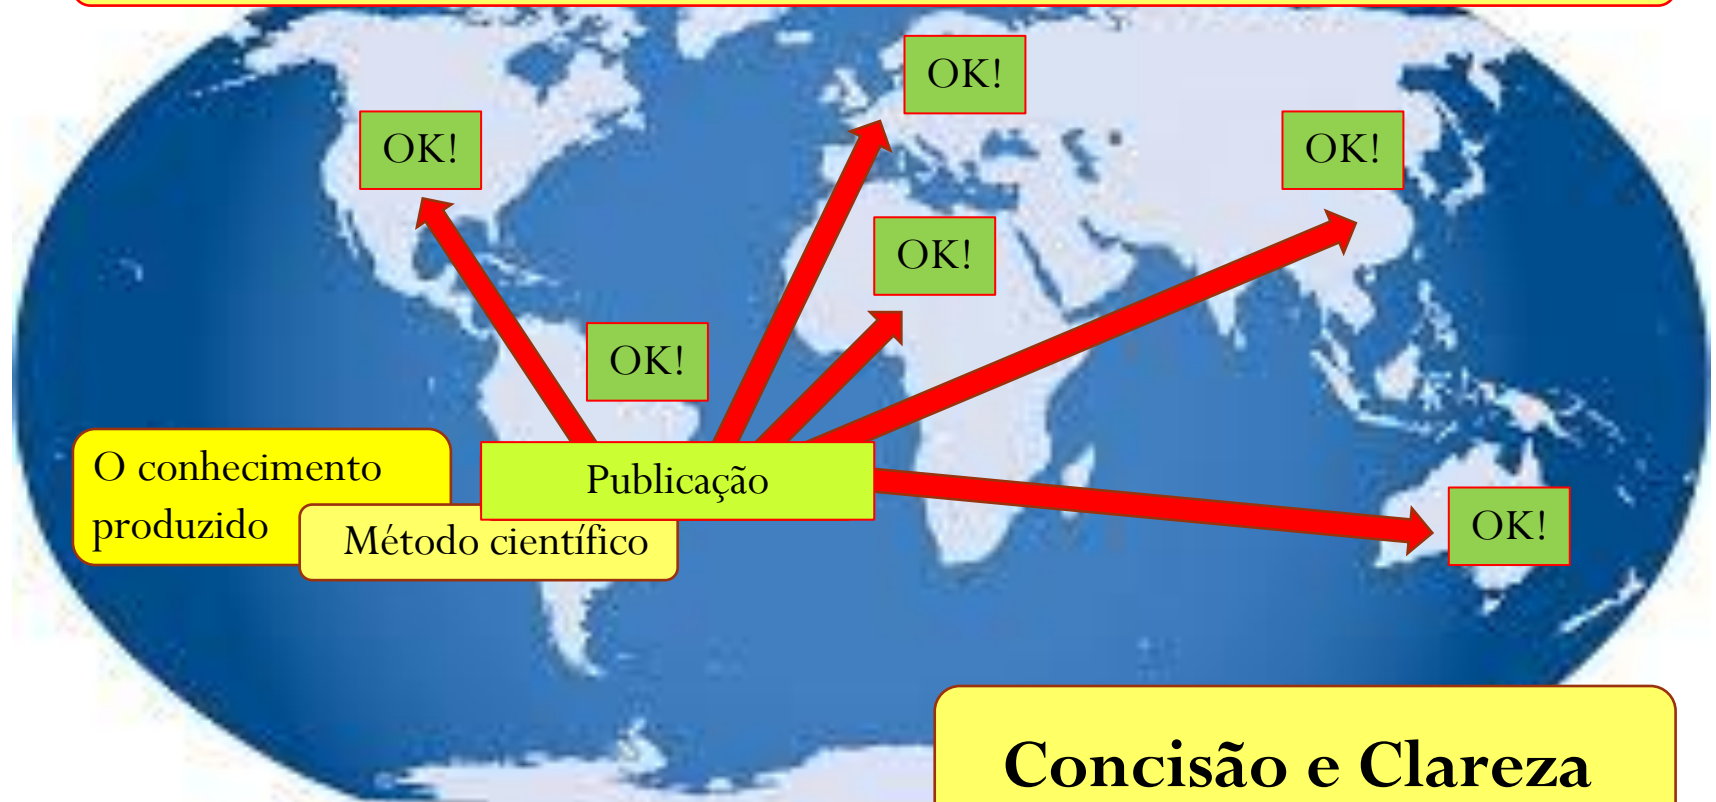 OK!
OK!
OK!
OK!
OK!
O conhecimento
produzido
Publicação
Método científico
OK!
Concisão e Clareza